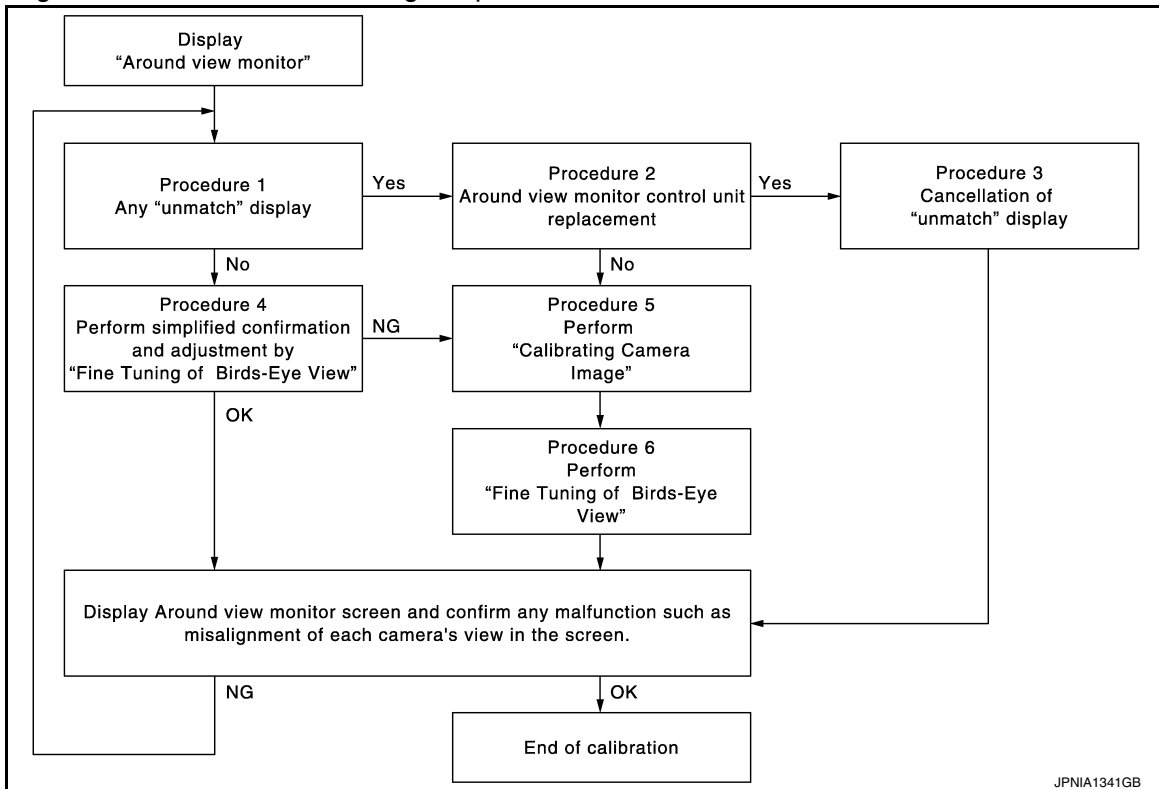 Display
“Around view monitor”
Procedure 1
Any “unmatch” display
Yes
Procedure 2
Around view monitor control unit
replacement
Yes
Procedure 3
Cancellation of
“unmatch” display
No
No
Procedure 4
Perform simplified confirmation
and adjustment by
“Fine Tuning of Birds-Eye View”
NG
Procedure 5
Perform
“Calibrating Camera
Image”
OK
Procedure 6
Perform
“Fine Tuning of Birds-Eye
View”
Display Around view monitor screen and confirm any malfunction such as
misalignment of each camera's view in the screen.
NG
OK
End of calibration
JPNIA1341GB